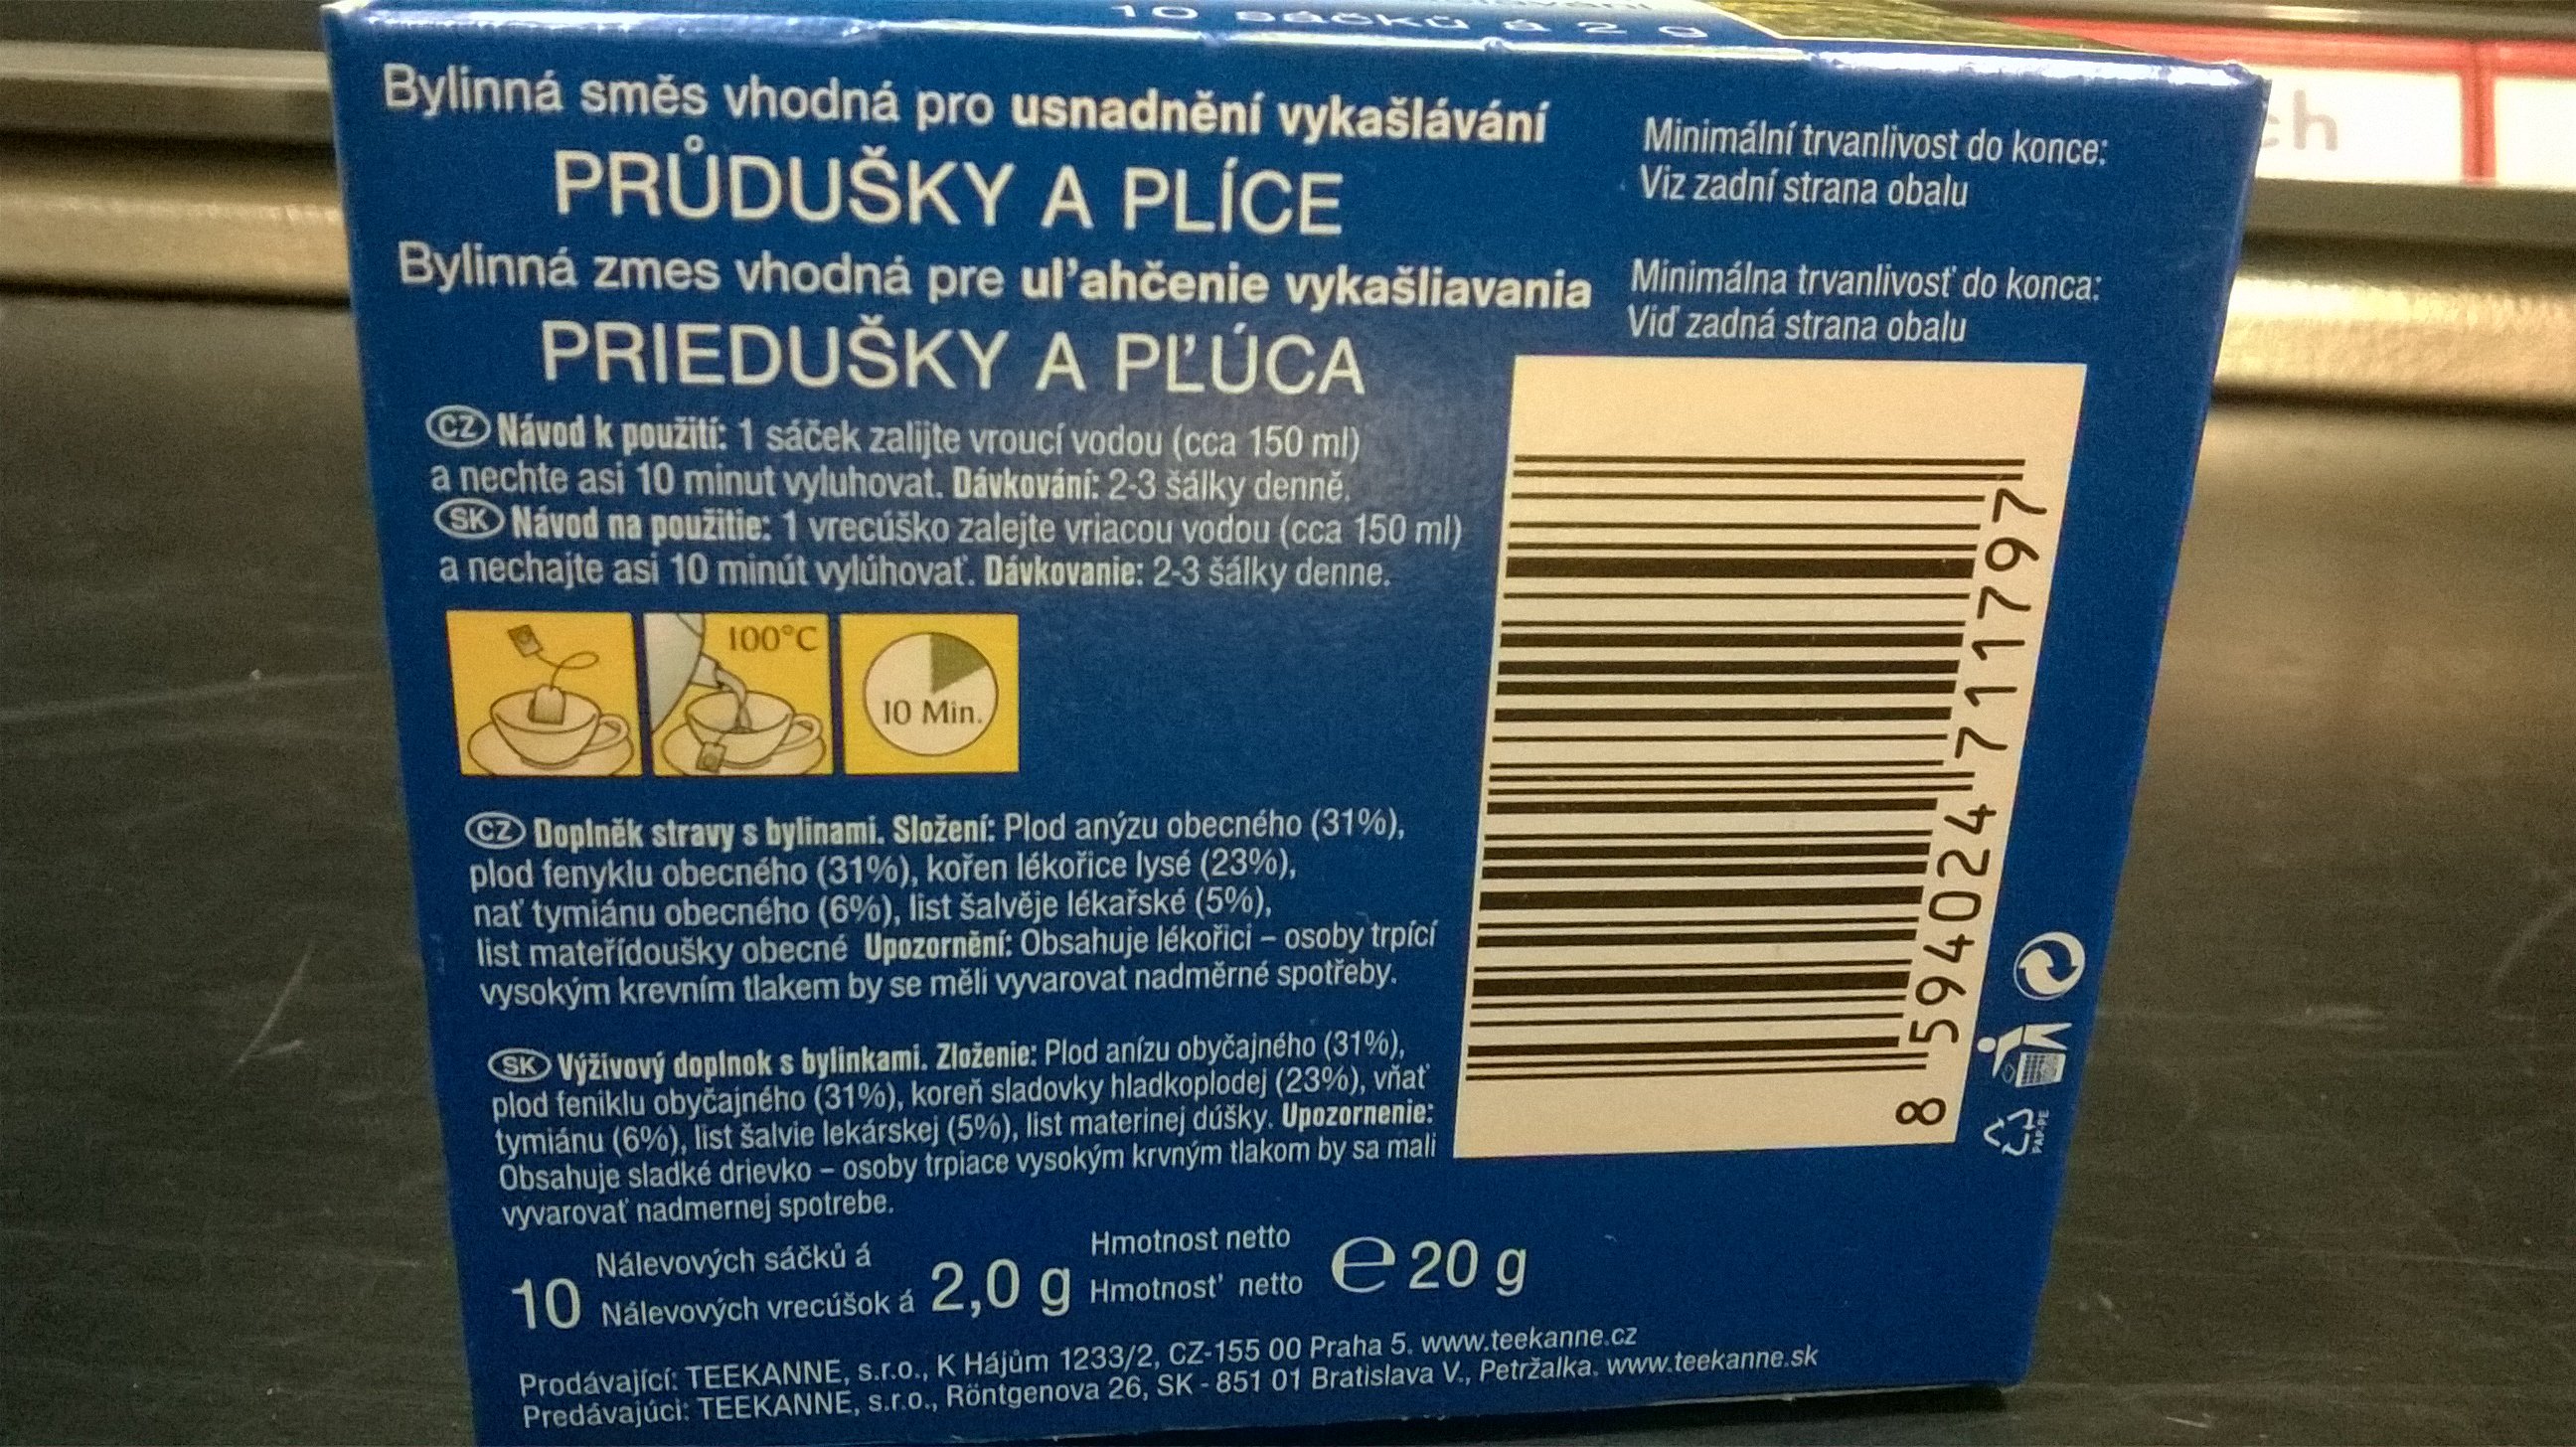 10 sáčků á 2 g
Bylinná směs vhodná pro usnadnění vykašlávání
PRŮDUŠKY A PLÍCE
Bylinná zmes vhodná pre ul'ahčenie vykašliavania
PRIEDUŠKY A PĽÚCA
Minimální trvanlivost do konce:
Viz zadní strana obalu
Minimálna trvanlivosť do konca:
Viď zadná strana obalu
CZ Návod k použití: 1 sáček zalijte vroucí vodou (cca 150 ml)
a nechte asi 10 minut vyluhovat. Dávkování: 2-3 šálky denně.
SK Návod na použitie: 1 vrecúško zalejte vriacou vodou (cca 150 ml)
a nechajte asi 10 minút vylúhovať. Dávkovanie: 2-3 šálky denne.
100°C
10 Min.
CZ Doplněk stravy s bylinami. Složení: Plod anýzu obecného (31%),
plod fenyklu obecného (31%), kořen lékořice lysé (23%),
nať tymiánu obecného (6%), list šalvěje lékařské (5%),
list mateřídoušky obecné Upozornění: Obsahuje lékořici – osoby trpící
vysokým krevním tlakem by se měli vyvarovat nadměrné spotřeby.
SK Výživový doplnok s bylinkami. Zloženie: Plod anízu obyčajného (31%),
plod feniklu obyčajného (31%), koreň sladovky hladkoplodej (23%), vňať
tymiánu (6%), list šalvie lekárskej (5%), list materinej dúšky. Upozornenie:
Obsahuje sladké drievko – osoby trpiace vysokým krvným tlakom by sa mali
vyvarovať nadmernej spotrebe.
10 Nálevových sáčků á
Nálevových vrecúšok á 2,0 g
Hmotnost netto
Hmotnost' netto e 20 g
Prodávající: TEEKANNE, s.r.o., K Hájům 1233/2, CZ-155 00 Praha 5. www.teekanne.cz
Predávajúci: TEEKANNE, s.r.o., Röntgenova 26, SK - 851 01 Bratislava V., Petržalka. www.teekanne.sk
8 594024 711797
PAP-PE